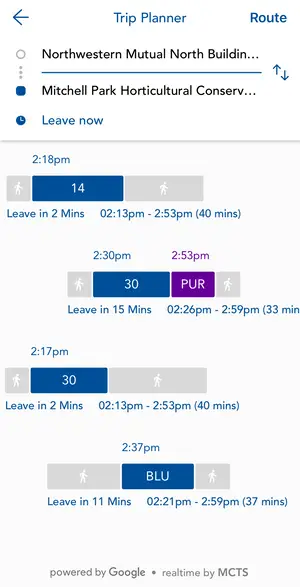 Trip Planner
Route
Northwestern Mutual North Buildin...
Mitchell Park Horticultural Conserv...
Leave now
2:18pm
14
Leave in 2 Mins 02:13pm - 2:53pm (40 mins)
2:30pm 2:53pm
30 PUR
Leave in 15 Mins 02:26pm - 2:59pm (33 min
2:17pm
30
Leave in 2 Mins 02:13pm - 2:53pm (40 mins)
2:37pm
BLU
Leave in 11 Mins 02:21pm - 2:59pm (37 mins)
powered by Google • realtime by MCTS